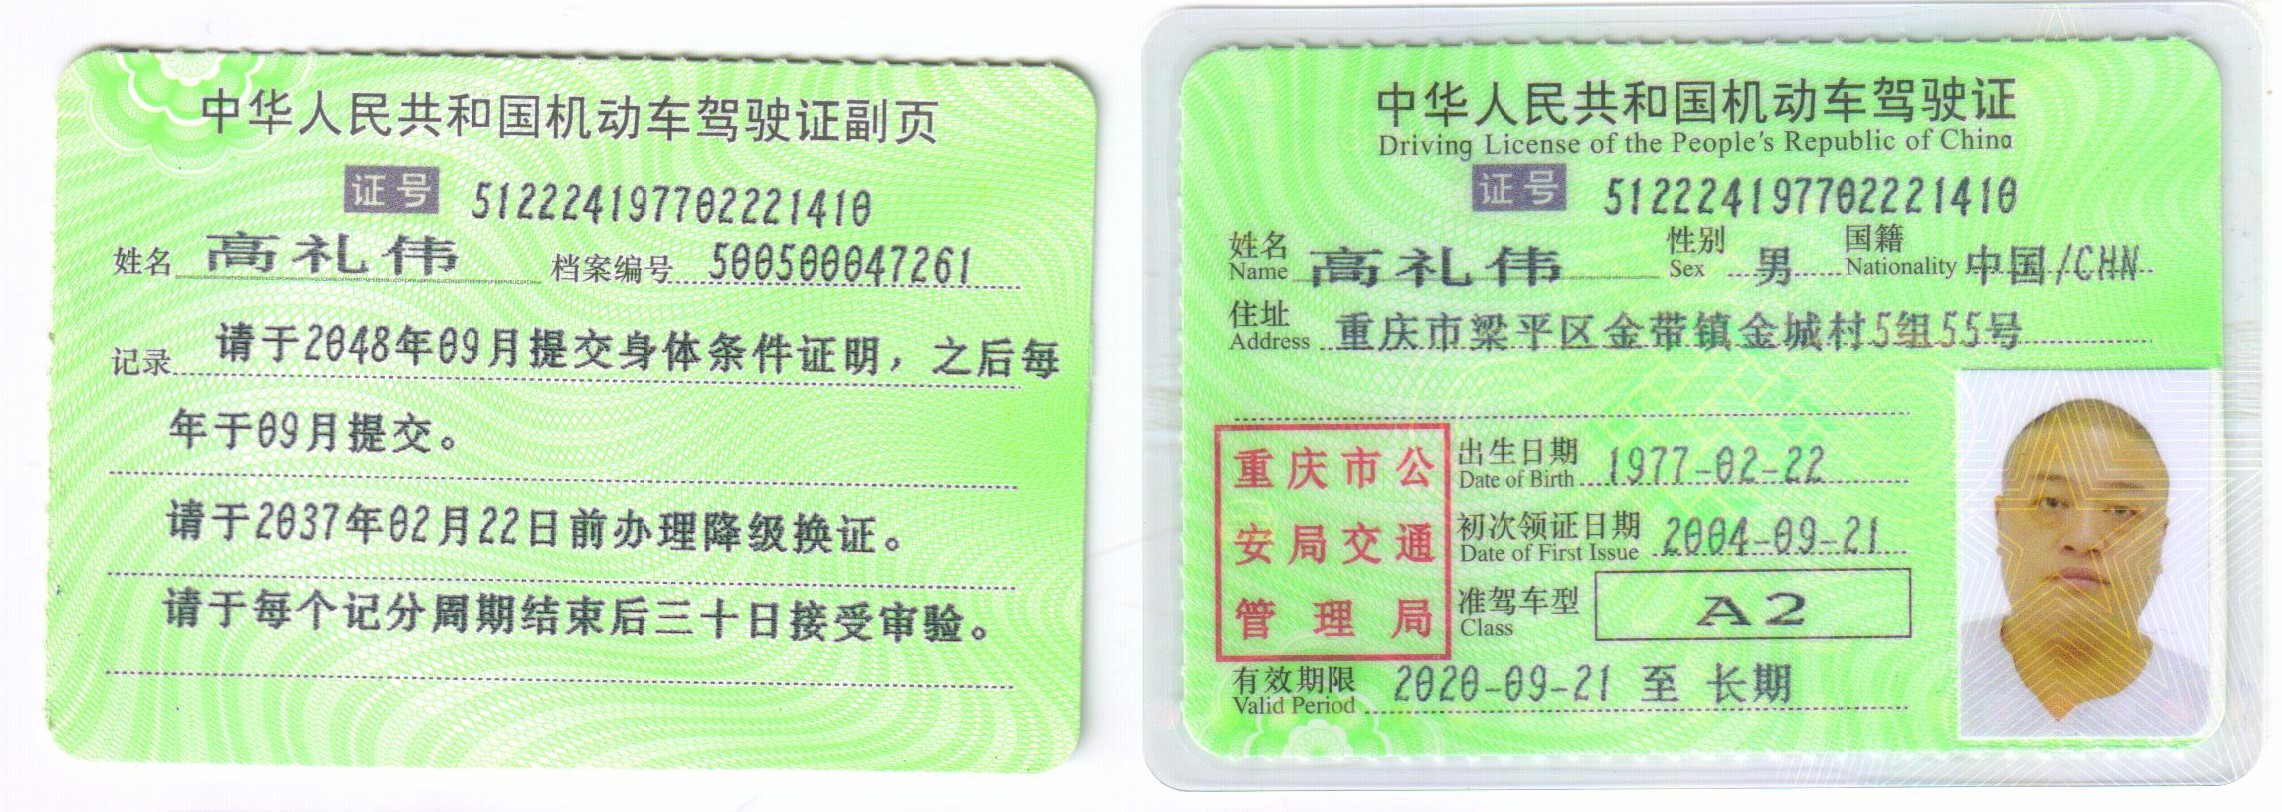 中华人民共和国机动车驾驶证副页
证号 512224197702221410
姓名 高礼伟 档案编号 500500047261
记录 请于2048年09月提交身体条件证明，之后每
年于09月提交。
请于2037年02月22日前办理降级换证。
请于每个记分周期结束后三十日接受审验。
中华人民共和国机动车驾驶证
Driving License of the People's Republic of China
证号 512224197702221410
姓名 高礼伟 性别 男 国籍 中国/CHN
Name Sex Nationality
住址 重庆市梁平区金带镇金城村5组55号
Address
重庆市公
安局交通
管理局
出生日期 1977-02-22
Date of Birth
初次领证日期 2004-09-21
Date of First Issue
准驾车型 A2
Class
有效期限 2020-09-21 至 长期
Valid Period